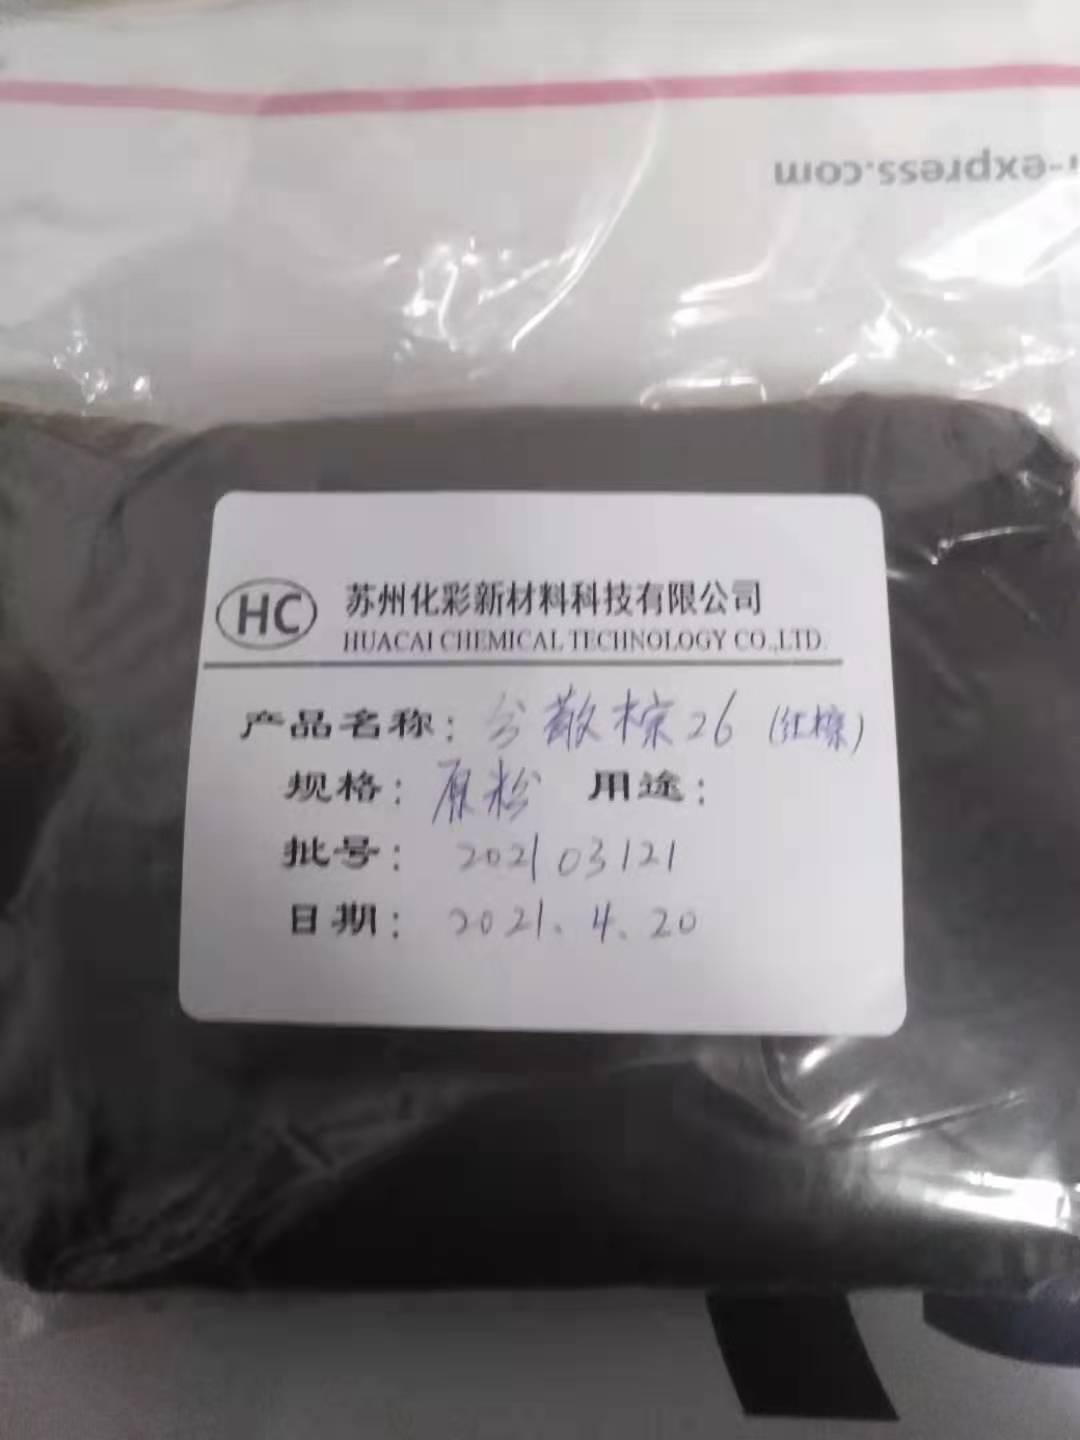 r-express.com
HC
苏州化彩新材料科技有限公司
HUACAI CHEMICAL TECHNOLOGY CO.,LTD.
产品名称：分散棕26（红棕）
规格：原粉 用途：
批号：202103121
日期：2021.4.20